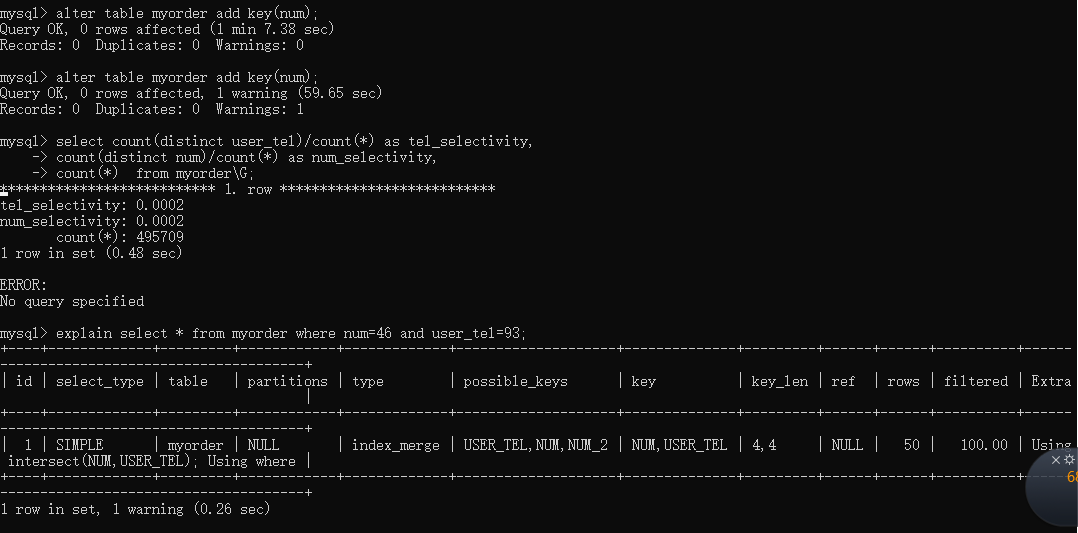 mysql> alter table myorder add key(num);
Query OK, 0 rows affected (1 min 7.38 sec)
Records: 0  Duplicates: 0  Warnings: 0
mysql> alter table myorder add key(num);
Query OK, 0 rows affected, 1 warning (59.65 sec)
Records: 0  Duplicates: 0  Warnings: 1
mysql> select count(distinct user_tel)/count(*) as tel_selectivity,
    -> count(distinct num)/count(*) as num_selectivity,
    -> count(*)  from myorder\G;
*************************** 1. row ***************************
tel_selectivity: 0.0002
num_selectivity: 0.0002
       count(*): 495709
1 row in set (0.48 sec)
ERROR:
No query specified
mysql> explain select * from myorder where num=46 and user_tel=93;
+----+-------------+---------+------------+-------------+--------------------+--------------+---------+------+------+----------+------
--------------------------------------+
| id | select_type | table   | partitions | type        | possible_keys      | key          | key_len | ref  | rows | filtered | Extra
                                      |
+----+-------------+---------+------------+-------------+--------------------+--------------+---------+------+------+----------+------
--------------------------------------+
|  1 | SIMPLE      | myorder | NULL       | index_merge | USER_TEL,NUM,NUM_2 | NUM,USER_TEL | 4,4     | NULL |   50 |   100.00 | Using
 intersect(NUM,USER_TEL); Using where |
+----+-------------+---------+------------+-------------+--------------------+--------------+---------+------+------+----------+------
--------------------------------------+
1 row in set, 1 warning (0.26 sec)